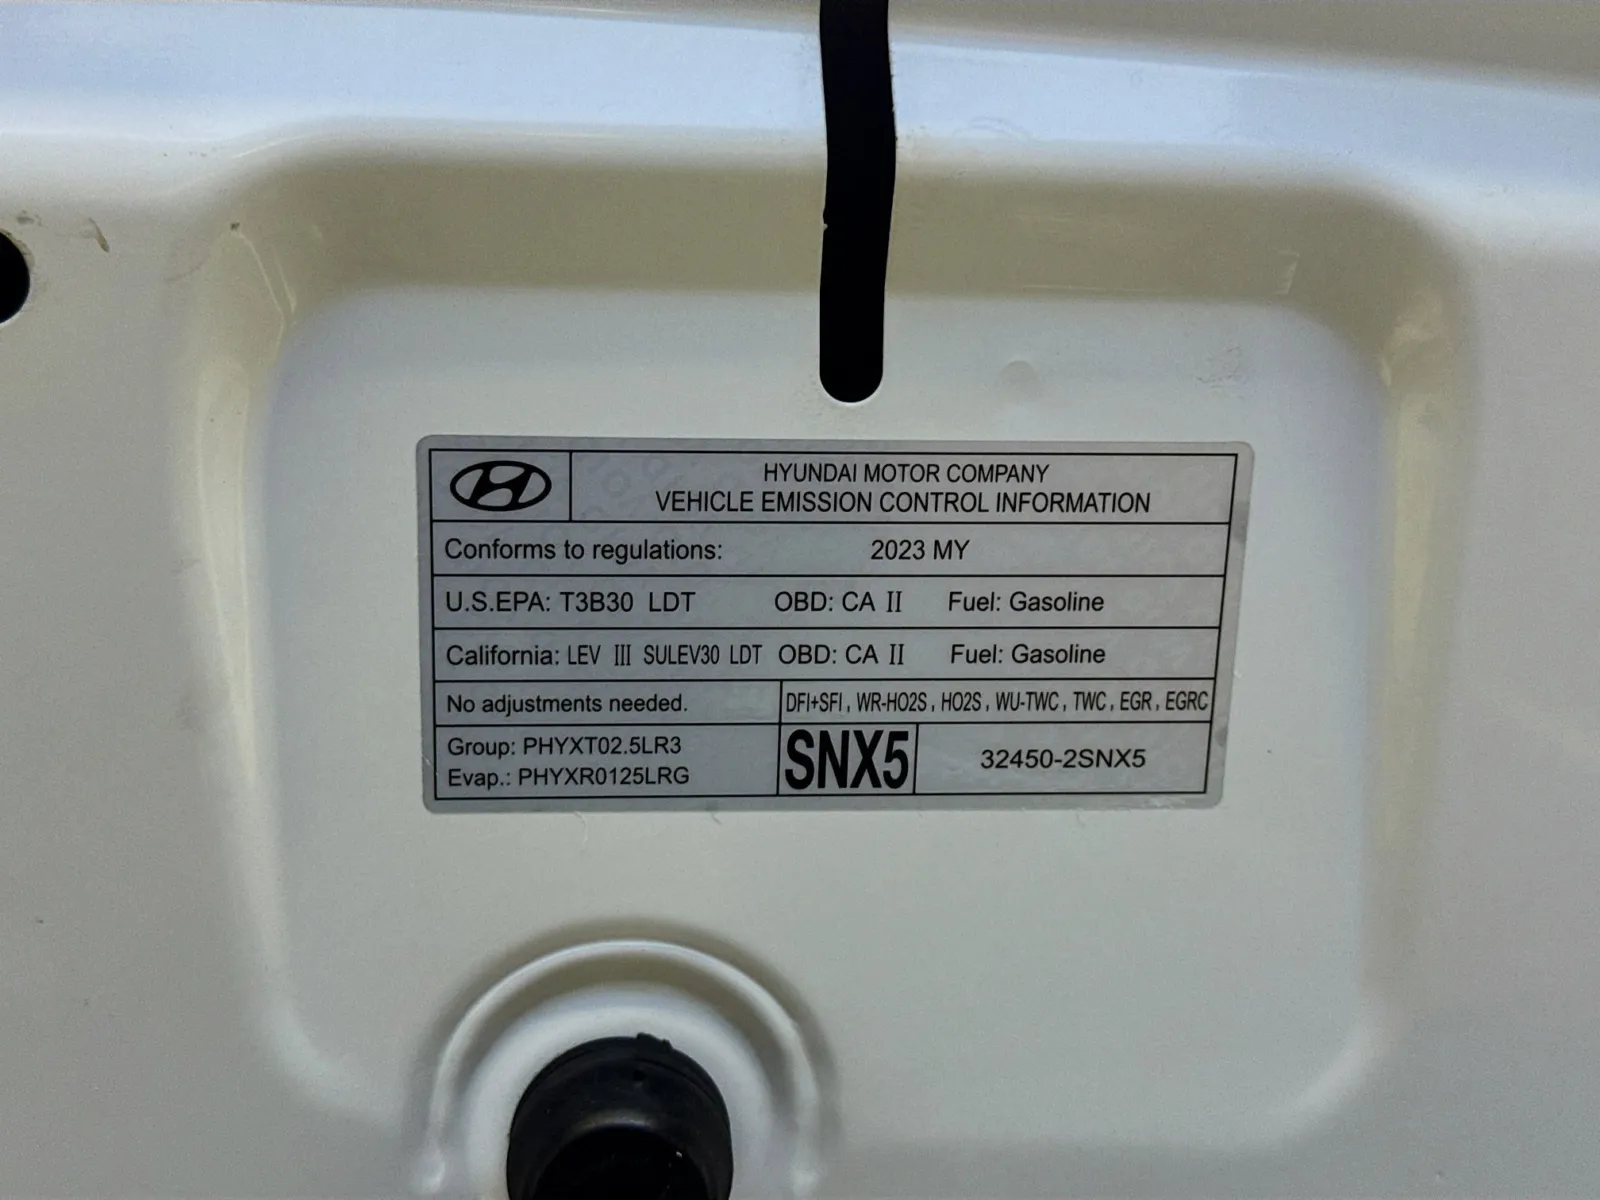 HYUNDAI MOTOR COMPANY
VEHICLE EMISSION CONTROL INFORMATION
Conforms to regulations: 2023 MY
U.S.EPA: T3B30 LDT OBD: CA II Fuel: Gasoline
California: LEV III SULEV30 LDT OBD: CA II Fuel: Gasoline
No adjustments needed. DFI+SFI, WR-HO2S, HO2S, WU-TWC, TWC, EGR, EGRC
Group: PHYXT02.5LR3
Evap.: PHYXR0125LRG
SNX5
32450-2SNX5